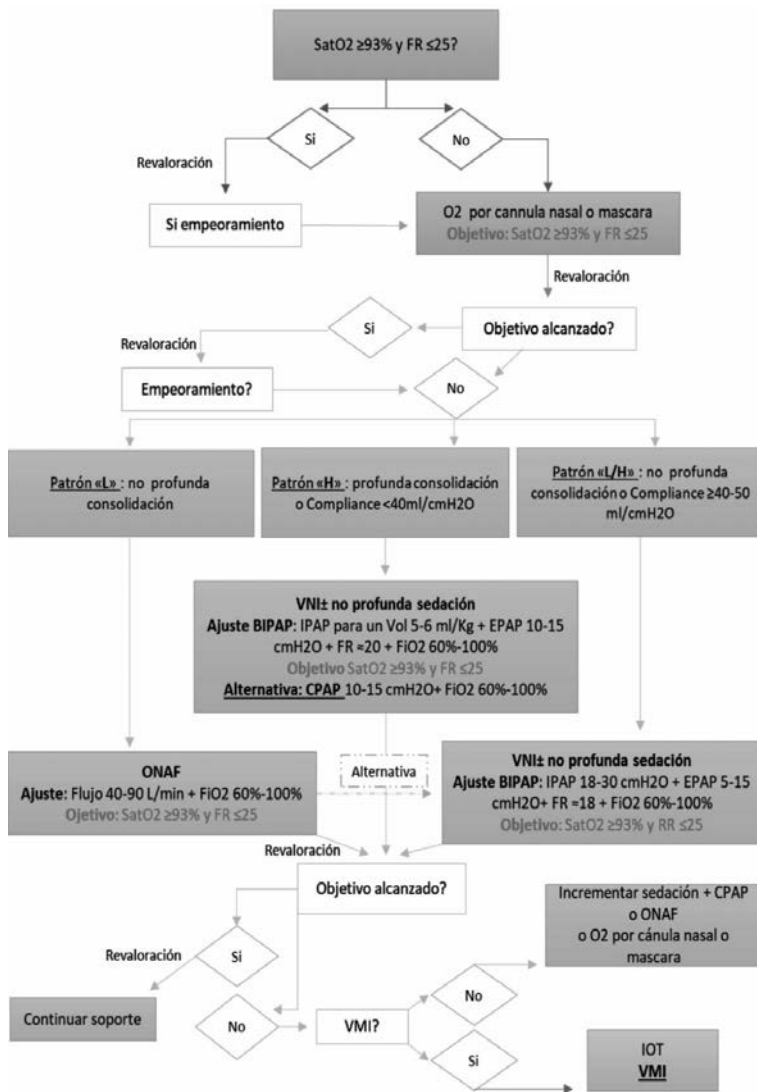 SatO2 ≥93% y FR ≤25?
Si
No
Revaloración
Si empeoramiento
O2 por cannula nasal o mascara
Objetivo: SatO2 ≥93% y FR ≤25
Revaloración
Si
Objetivo alcanzado?
Revaloración
Empeoramiento?
No
Patrón «L» : no profunda
consolidación
Patrón «H» : profunda consolidación
o Compliance <40ml/cmH2O
Patrón «L/H» : no profunda
consolidación o Compliance ≥40-50
ml/cmH2O
VNI± no profunda sedación
Ajuste BIPAP: IPAP para un Vol 5-6 ml/Kg + EPAP 10-15
cmH2O + FR ≈20 + FiO2 60%-100%
Objetivo SatO2 ≥93% y FR ≤25
Alternativa: CPAP 10-15 cmH2O+ FiO2 60%-100%
ONAF
Ajuste: Flujo 40-90 L/min + FiO2 60%-100%
Ojetivo: SatO2 ≥93% y FR ≤25
Alternativa
VNI± no profunda sedación
Ajuste BIPAP: IPAP 18-30 cmH2O + EPAP 5-15
cmH2O+ FR ≈18 + FiO2 60%-100%
Objetivo: SatO2 ≥93% y RR ≤25
Revaloración
Objetivo alcanzado?
Incrementar sedación + CPAP
o ONAF
o O2 por cánula nasal o
mascara
Revaloración
Si
No
Continuar soporte
No
VMI?
Si
IOT
VMI